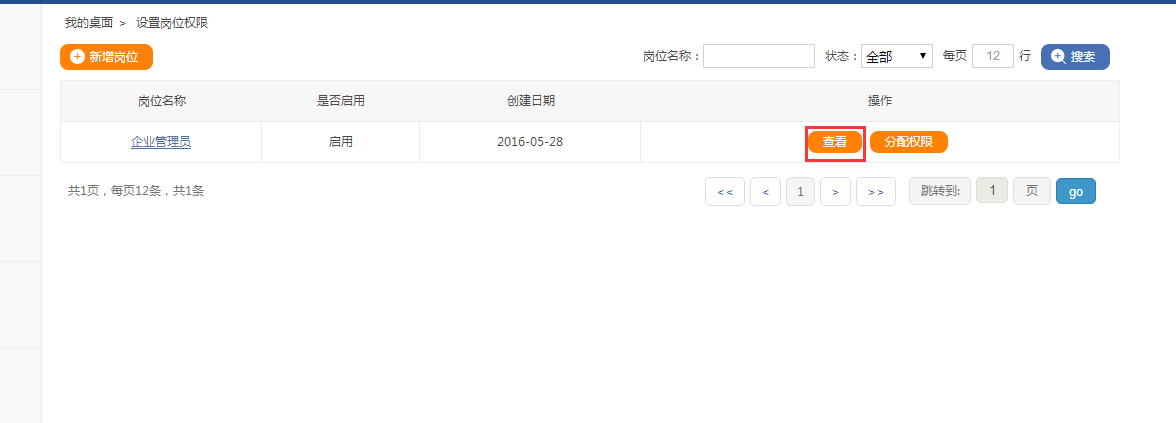 我的桌面 > 设置岗位权限
新增岗位 岗位名称： 状态： 全部 每页 12 行 搜索
岗位名称 是否启用 创建日期 操作
企业管理员 启用 2016-05-28 查看 分配权限
共1页，每页12条，共1条 << < 1 > >> 跳转到: 1 页 go